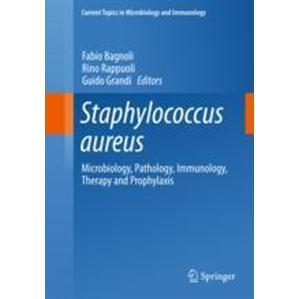 Current Topics in Microbiology and Immunology
Fabio Bagnoli
Rino Rappuoli
Guido Grandi Editors
Staphylococcus
aureus
Microbiology, Pathology, Immunology,
Therapy and Prophylaxis
Springer